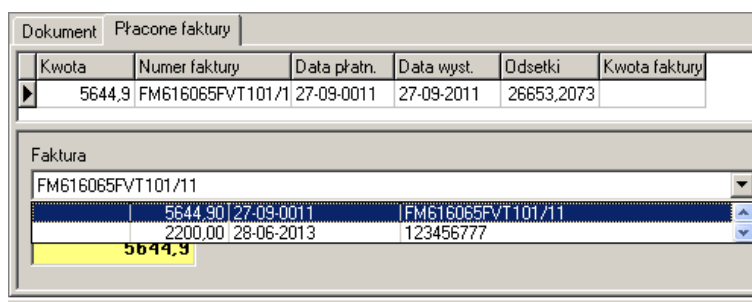 Dokument Płacone faktury
Kwota Numer faktury Data płatn. Data wyst. Odsetki Kwota faktury
5644,9 FM616065FVT101/1 27-09-0011 27-09-2011 26653,2073
Faktura
FM616065FVT101/11
5644,90 27-09-0011 FM616065FVT101/11
2200,00 28-06-2013 123456777
5644,9